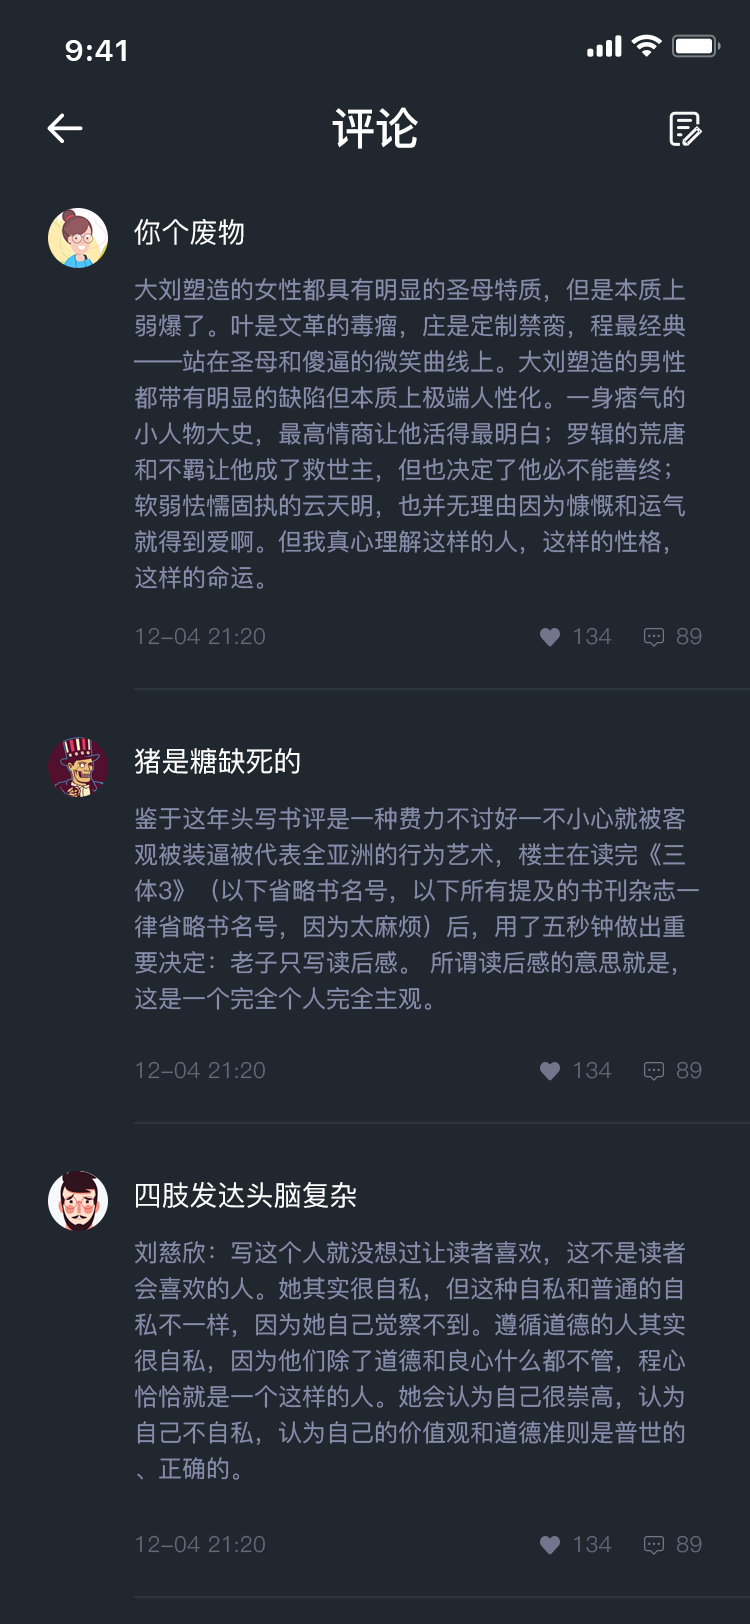 9:41
评论
你个废物
大刘塑造的女性都具有明显的圣母特质，但是本质上
弱爆了。叶是文革的毒瘤，庄是定制禁脔，程最经典
——站在圣母和傻逼的微笑曲线上。大刘塑造的男性
都带有明显的缺陷但本质上极端人性化。一身痞气的
小人物大史，最高情商让他活得最明白；罗辑的荒唐
和不羁让他成了救世主，但也决定了他必不能善终；
软弱怯懦固执的云天明，也并无理由因为慷慨和运气
就得到爱啊。但我真心理解这样的人，这样的性格，
这样的命运。
12-04 21:20 134 89
猪是糖缺死的
鉴于这年头写书评是一种费力不讨好一不小心就被客
观被装逼被代表全亚洲的行为艺术，楼主在读完《三
体3》（以下省略书名号，以下所有提及的书刊杂志一
律省略书名号，因为太麻烦）后，用了五秒钟做出重
要决定：老子只写读后感。 所谓读后感的意思就是，
这是一个完全个人完全主观。
12-04 21:20 134 89
四肢发达头脑复杂
刘慈欣：写这个人就没想过让读者喜欢，这不是读者
会喜欢的人。她其实很自私，但这种自私和普通的自
私不一样，因为她自己觉察不到。遵循道德的人其实
很自私，因为他们除了道德和良心什么都不管，程心
恰恰就是一个这样的人。她会认为自己很崇高，认为
自己不自私，认为自己的价值观和道德准则是普世的
、正确的。
12-04 21:20 134 89